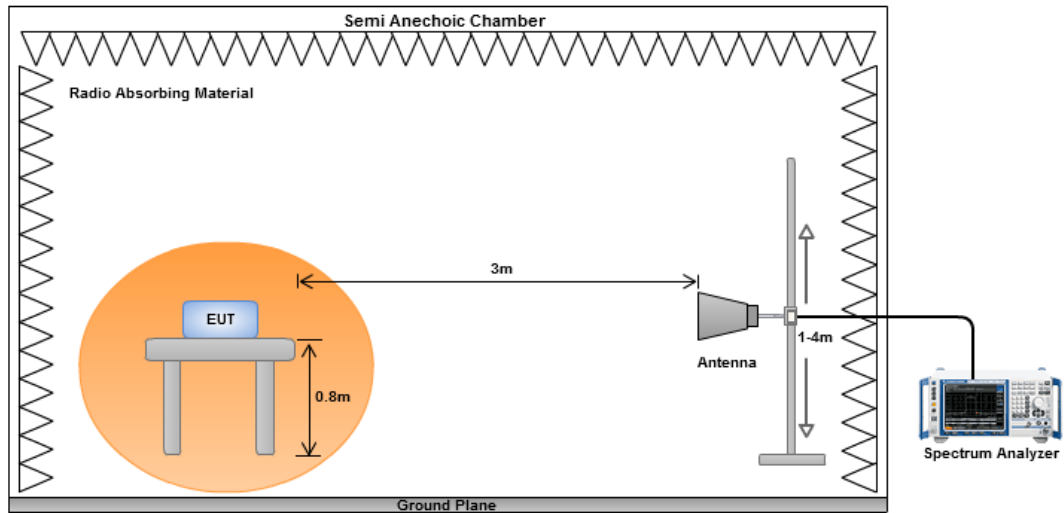 Semi Anechoic Chamber
Radio Absorbing Material
3m
EUT
1-4m
Antenna
0.8m
Spectrum Analyzer
Ground Plane